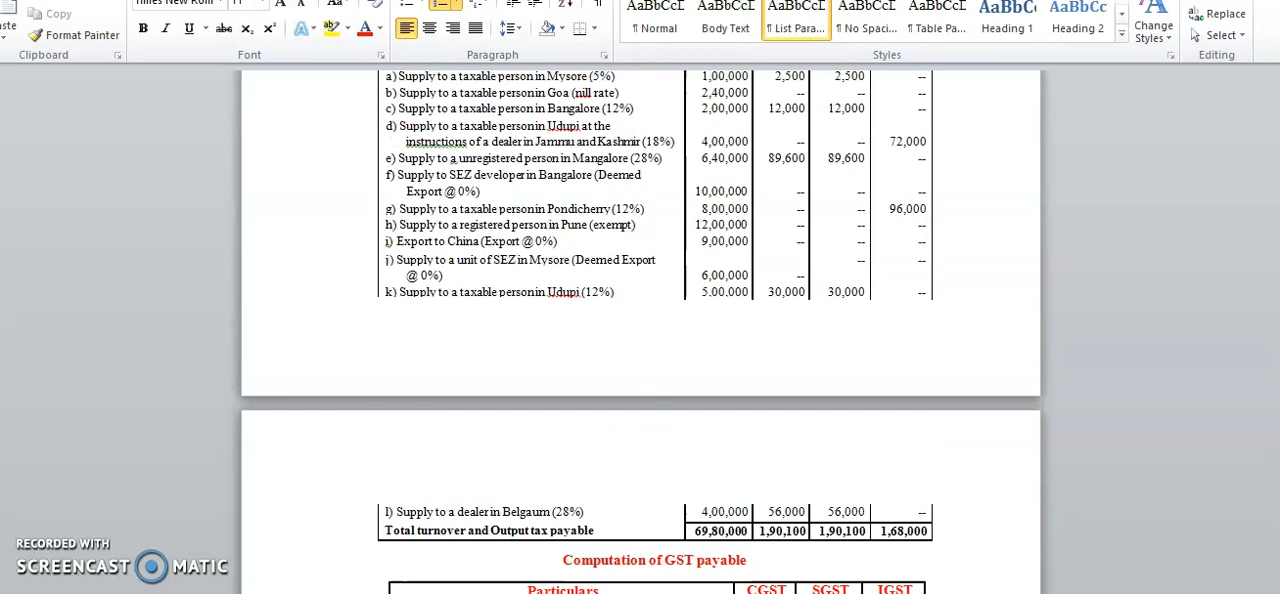 Copy
Format Painter
B I U abc X₂ X² A ab A
Aa
AaBbCcI AaBbCcI AaBbCcI AaBbCcI AaBbCcI AaBbC AaBbCc
¶ Normal Body Text ¶ List Para... ¶ No Spaci... ¶ Table Pa... Heading 1 Heading 2
Change Styles
Replace
Select
Clipboard Font Paragraph Styles Editing
a) Supply to a taxable person in Mysore (5%) 1,00,000 2,500 2,500 --
b) Supply to a taxable person in Goa (nill rate) 2,40,000 -- -- --
c) Supply to a taxable person in Bangalore (12%) 2,00,000 12,000 12,000 --
d) Supply to a taxable person in Udupi at the
instructions of a dealer in Jammu and Kashmir (18%) 4,00,000 -- -- 72,000
e) Supply to a unregistered person in Mangalore (28%) 6,40,000 89,600 89,600 --
f) Supply to SEZ developer in Bangalore (Deemed
Export @ 0%) 10,00,000 -- -- --
g) Supply to a taxable person in Pondicherry (12%) 8,00,000 -- -- 96,000
h) Supply to a registered person in Pune (exempt) 12,00,000 -- -- --
i) Export to China (Export @ 0%) 9,00,000 -- -- --
j) Supply to a unit of SEZ in Mysore (Deemed Export -- --
@ 0%) 6,00,000 --
k) Supply to a taxable person in Udupi (12%) 5,00,000 30,000 30,000 --
l) Supply to a dealer in Belgaum (28%) 4,00,000 56,000 56,000 --
Total turnover and Output tax payable 69,80,000 1,90,100 1,90,100 1,68,000
Computation of GST payable
Particulars CGST SGST IGST
RECORDED WITH
SCREENCAST MATIC